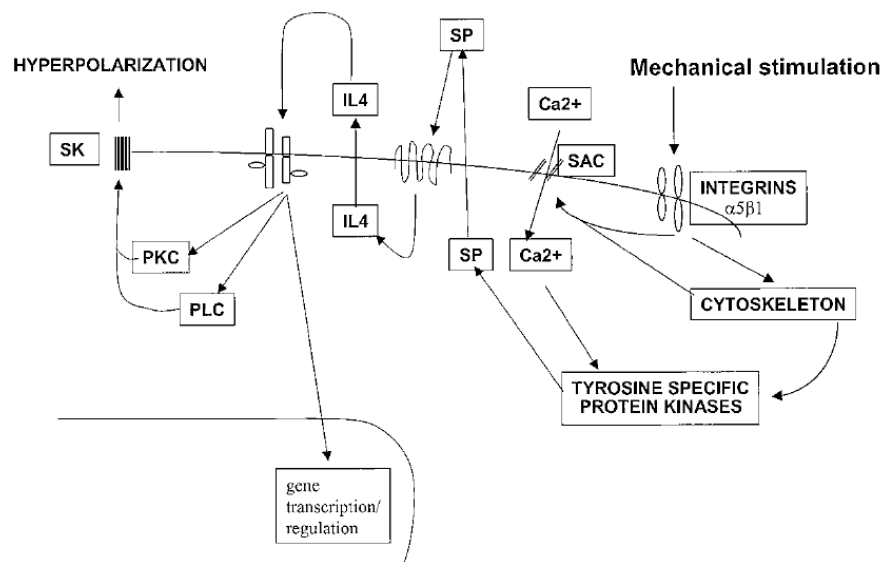 HYPERPOLARIZATION
SP
Mechanical stimulation
IL4
Ca2+
SK
SAC
INTEGRINS
α5β1
IL4
PKC
SP
Ca2+
PLC
CYTOSKELETON
TYROSINE SPECIFIC
PROTEIN KINASES
gene
transcription/
regulation